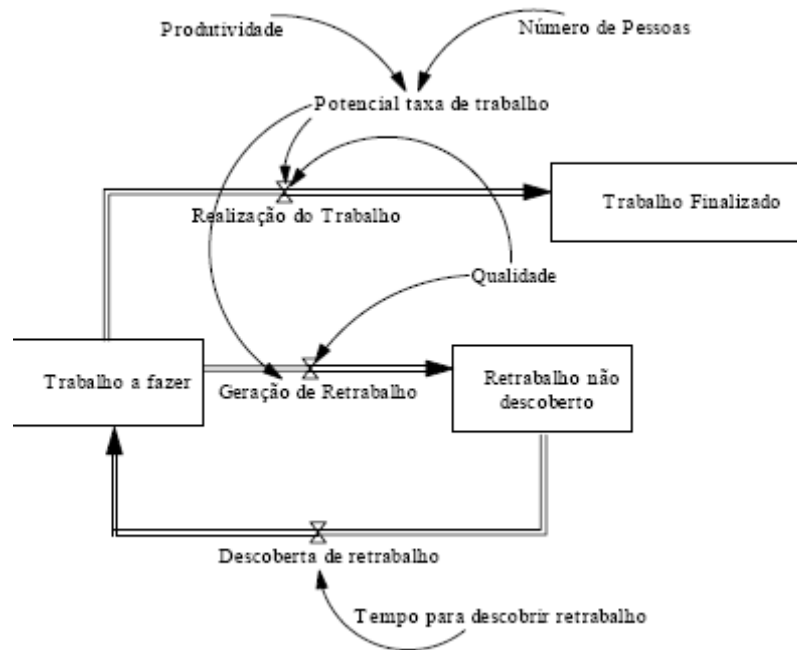 Produtividade
Número de Pessoas
Potencial taxa de trabalho
Realização do Trabalho
Trabalho Finalizado
Qualidade
Trabalho a fazer
Geração de Retrabalho
Retrabalho não
descoberto
Descoberta de retrabalho
Tempo para descobrir retrabalho